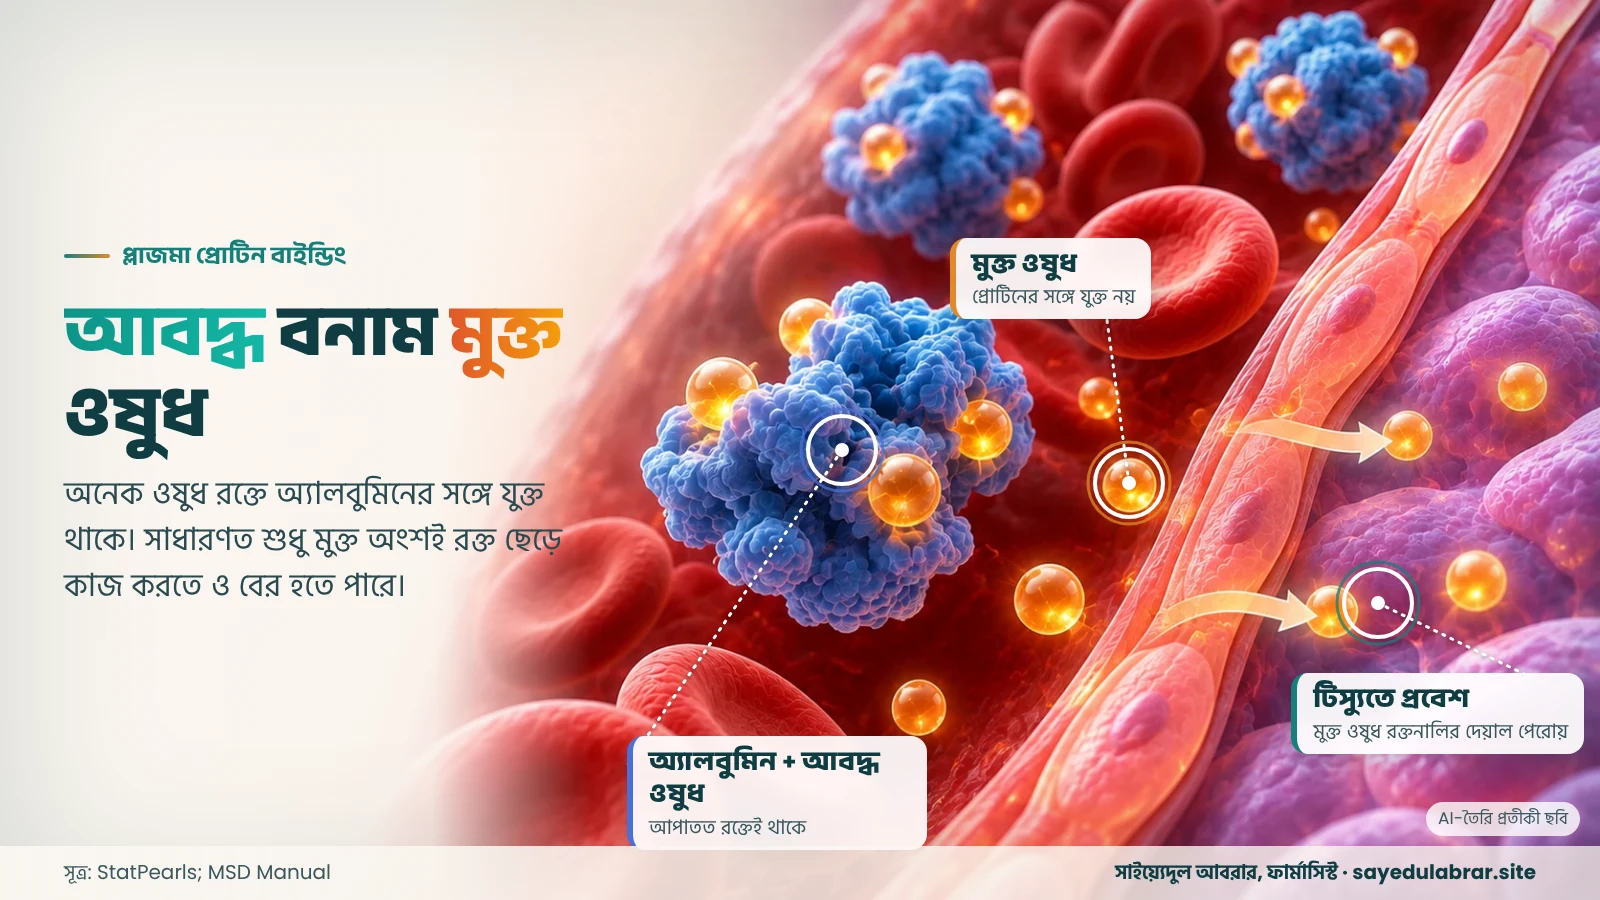 প্লাজমা প্রোটিন বাইন্ডিং
আবদ্ধ বনাম মুক্ত
ওষুধ
অনেক ওষুধ রক্তে অ্যালবুমিনের সঙ্গে যুক্ত
থাকে। সাধারণত শুধু মুক্ত অংশই রক্ত ছেড়ে
কাজ করতে ও বের হতে পারে।
মুক্ত ওষুধ
প্রোটিনের সঙ্গে যুক্ত নয়
টিস্যুতে প্রবেশ
মুক্ত ওষুধ রক্তনালির দেয়াল পেরোয়
অ্যালবুমিন + আবদ্ধ
ওষুধ
আপাতত রক্তেই থাকে
AI-তৈরি প্রতীকী ছবি
সূত্র: StatPearls; MSD Manual
সাইয়্যেদুল আবরার, ফার্মাসিস্ট · sayedulabrar.site